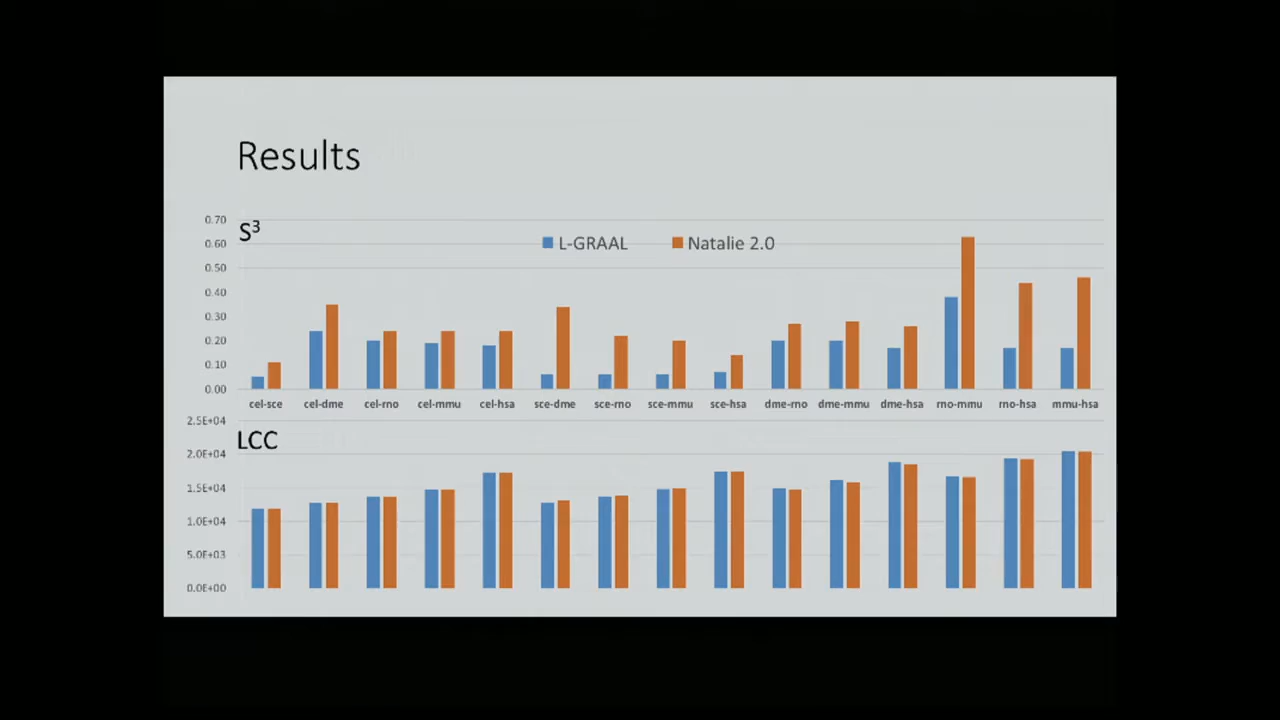 Results
S³
L-GRAAL Natalie 2.0
0.70
0.60
0.50
0.40
0.30
0.20
0.10
0.00
cel-sce cel-dme cel-rno cel-mmu cel-hsa sce-dme sce-rno sce-mmu sce-hsa dme-rno dme-mmu dme-hsa rno-mmu rno-hsa mmu-hsa
LCC
2.5E+04
2.0E+04
1.5E+04
1.0E+04
5.0E+03
0.0E+00